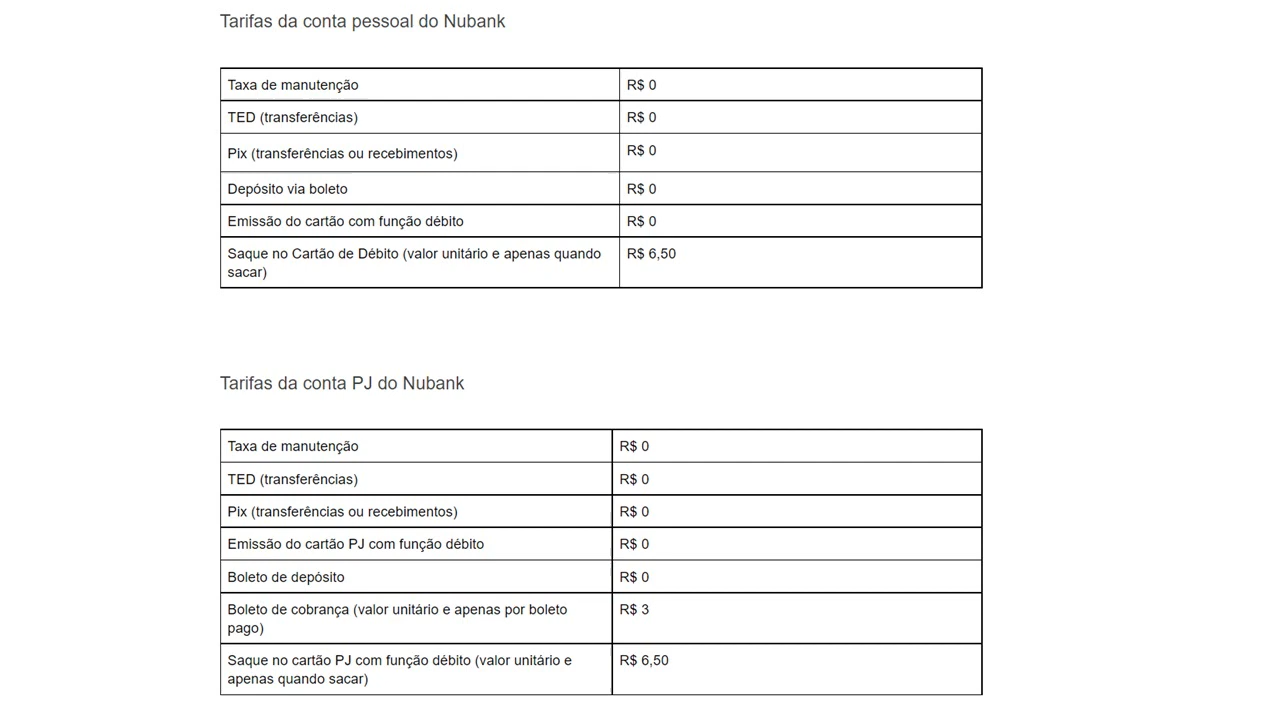 Tarifas da conta pessoal do Nubank
Taxa de manutenção R$ 0
TED (transferências) R$ 0
Pix (transferências ou recebimentos) R$ 0
Depósito via boleto R$ 0
Emissão do cartão com função débito R$ 0
Saque no Cartão de Débito (valor unitário e apenas quando R$ 6,50
sacar)
Tarifas da conta PJ do Nubank
Taxa de manutenção R$ 0
TED (transferências) R$ 0
Pix (transferências ou recebimentos) R$ 0
Emissão do cartão PJ com função débito R$ 0
Boleto de depósito R$ 0
Boleto de cobrança (valor unitário e apenas por boleto R$ 3
pago)
Saque no cartão PJ com função débito (valor unitário e R$ 6,50
apenas quando sacar)